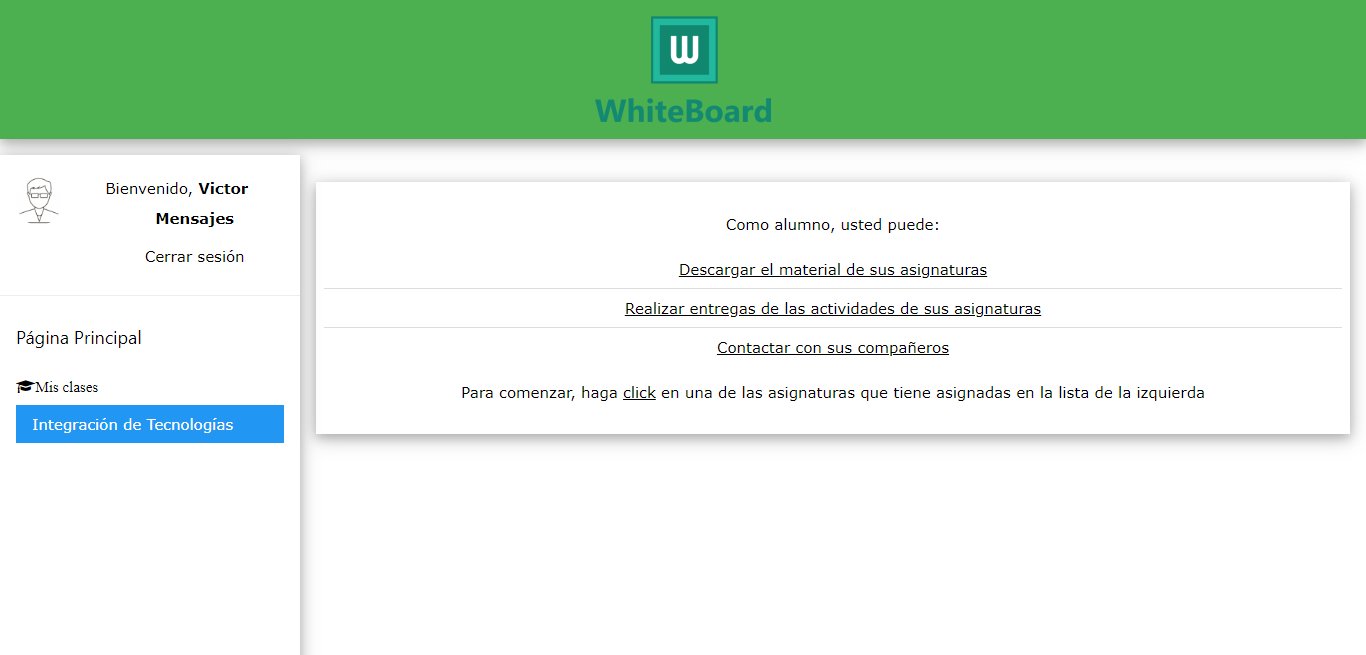 W
WhiteBoard
Bienvenido, Victor
Mensajes
Cerrar sesión
Página Principal
Mis clases
Integración de Tecnologías
Como alumno, usted puede:
Descargar el material de sus asignaturas
Realizar entregas de las actividades de sus asignaturas
Contactar con sus compañeros
Para comenzar, haga click en una de las asignaturas que tiene asignadas en la lista de la izquierda